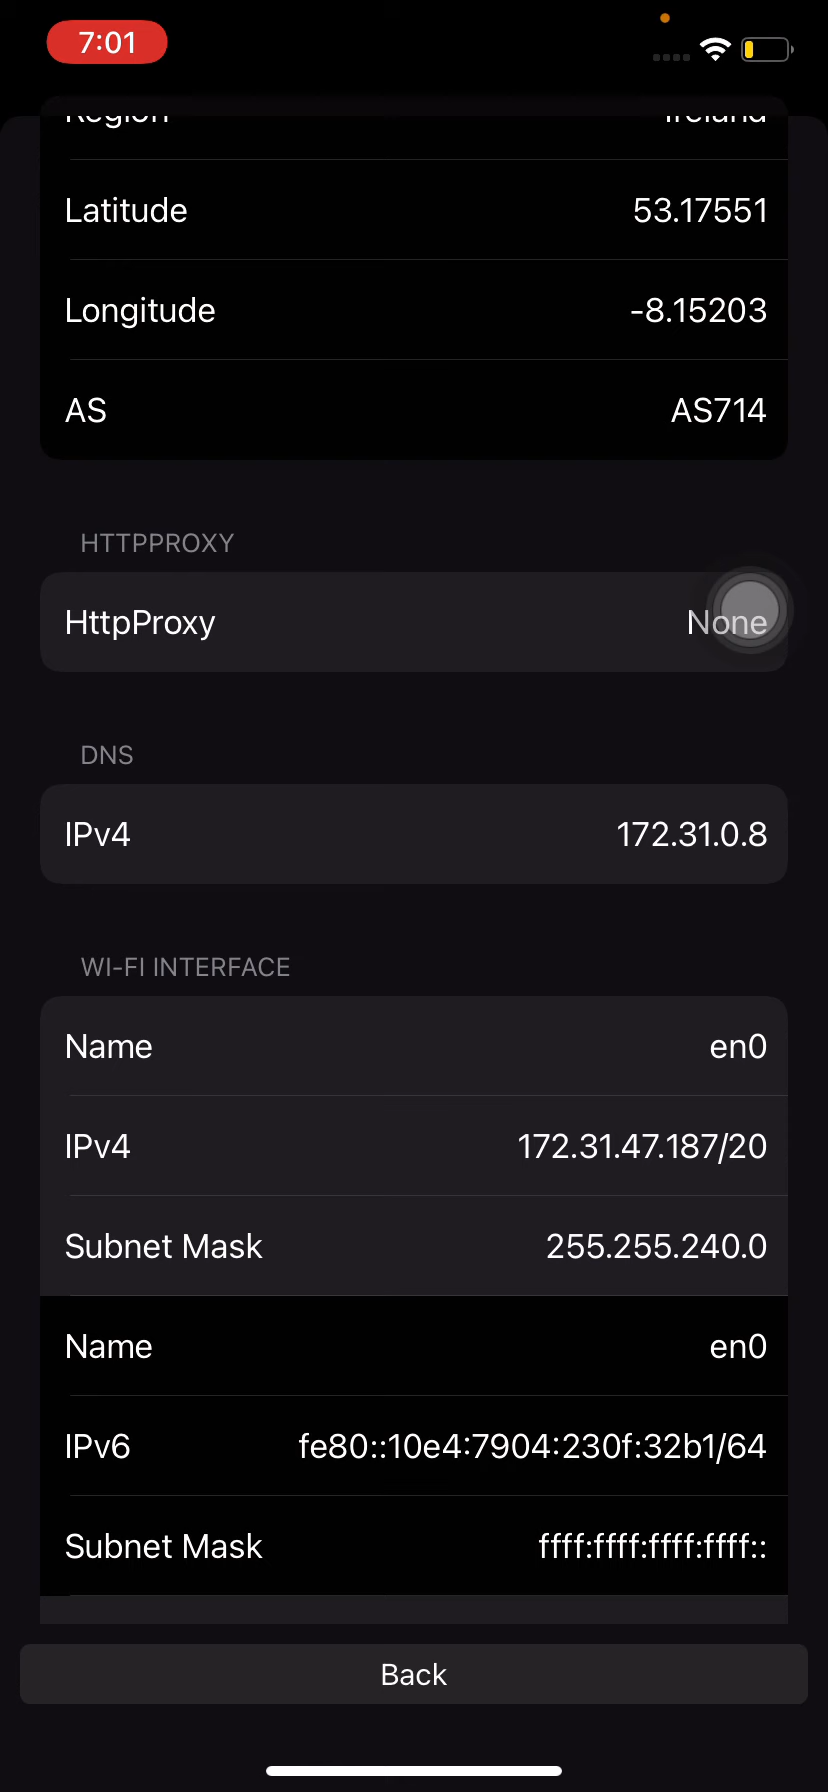 7:01
Region Ireland
Latitude 53.17551
Longitude -8.15203
AS AS714
HTTPPROXY
HttpProxy None
DNS
IPv4 172.31.0.8
WI-FI INTERFACE
Name en0
IPv4 172.31.47.187/20
Subnet Mask 255.255.240.0
Name en0
IPv6 fe80::10e4:7904:230f:32b1/64
Subnet Mask ffff:ffff:ffff:ffff::
Back